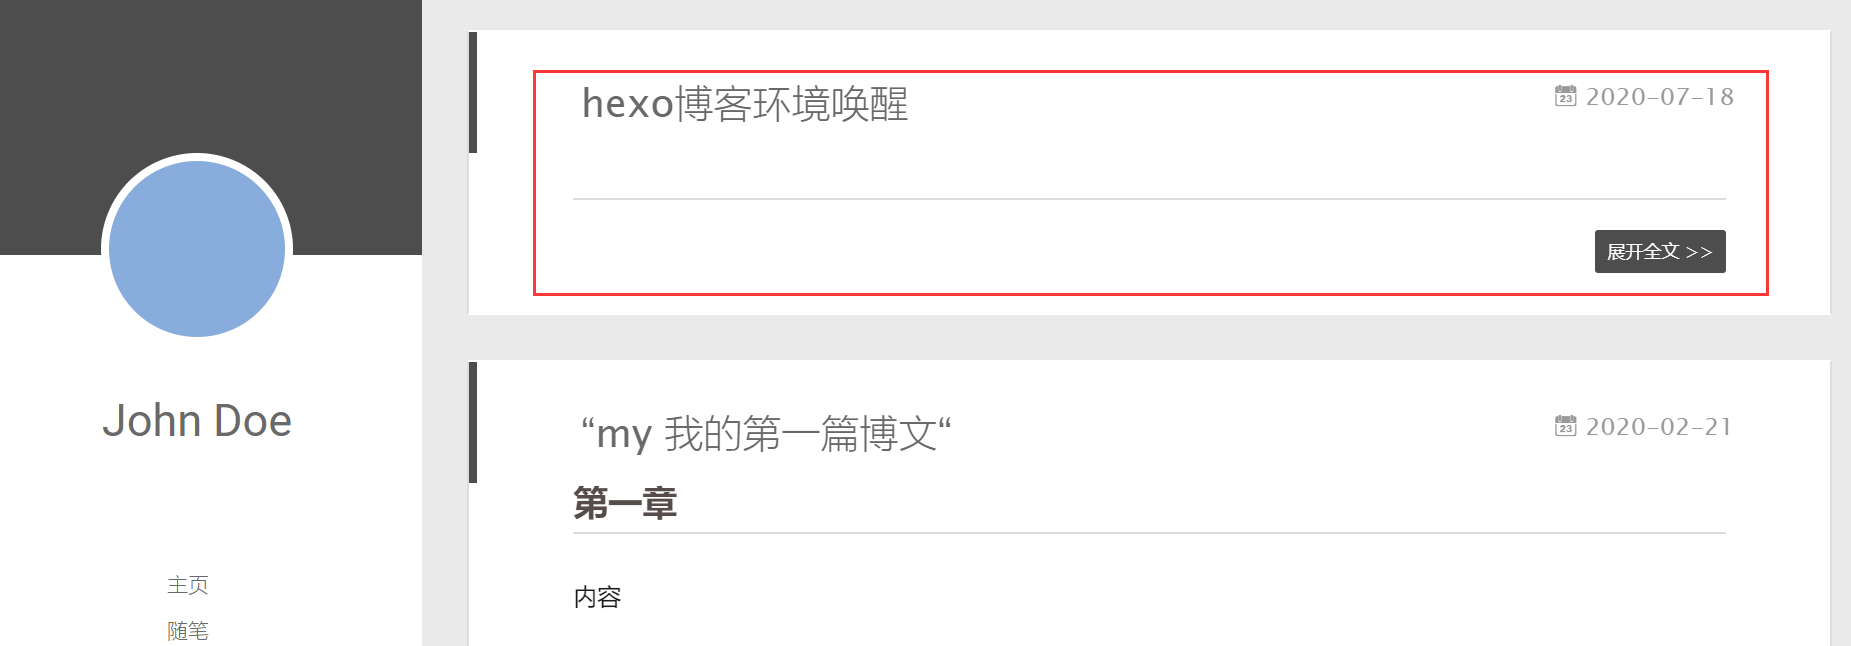 John Doe
主页
随笔
hexo博客环境唤醒
23 2020-07-18
展开全文 >>
“my 我的第一篇博文“
23 2020-02-21
第一章
内容